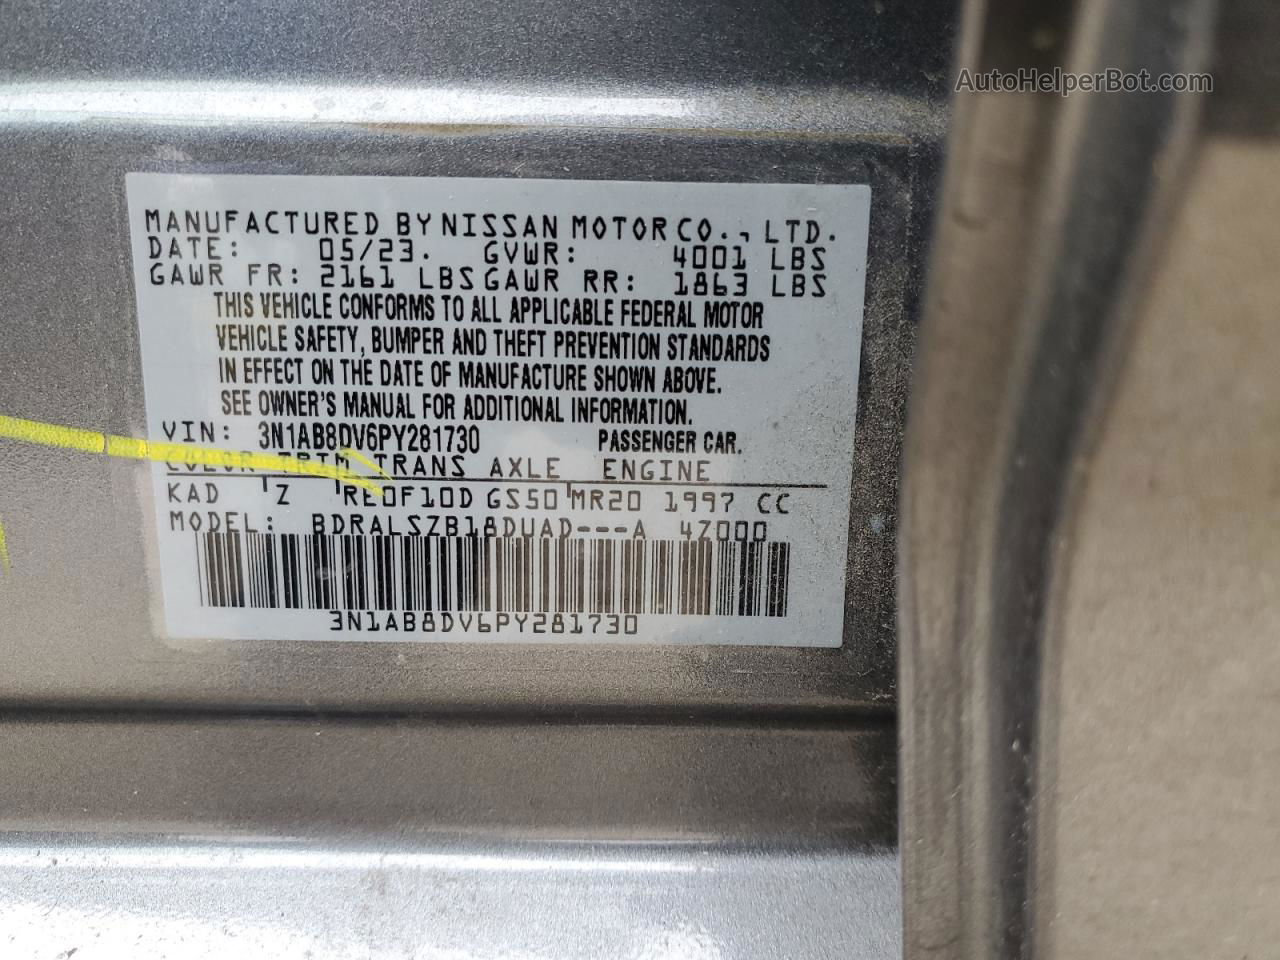 AutoHelperBot.com
MANUFACTURED BY NISSAN MOTOR CO., LTD.
DATE: 05/23. GVWR: 4001 LBS
GAWR FR: 2161 LBS GAWR RR: 1863 LBS
THIS VEHICLE CONFORMS TO ALL APPLICABLE FEDERAL MOTOR
VEHICLE SAFETY, BUMPER AND THEFT PREVENTION STANDARDS
IN EFFECT ON THE DATE OF MANUFACTURE SHOWN ABOVE.
SEE OWNER'S MANUAL FOR ADDITIONAL INFORMATION.
VIN: 3N1AB8DV6PY281730 PASSENGER CAR.
COLOR TRIM TRANS AXLE ENGINE
KAD Z RE0F10D GS50 MR20 1997 CC
MODEL: BDRALSZB18DUAD---A 4Z000
3N1AB8DV6PY281730